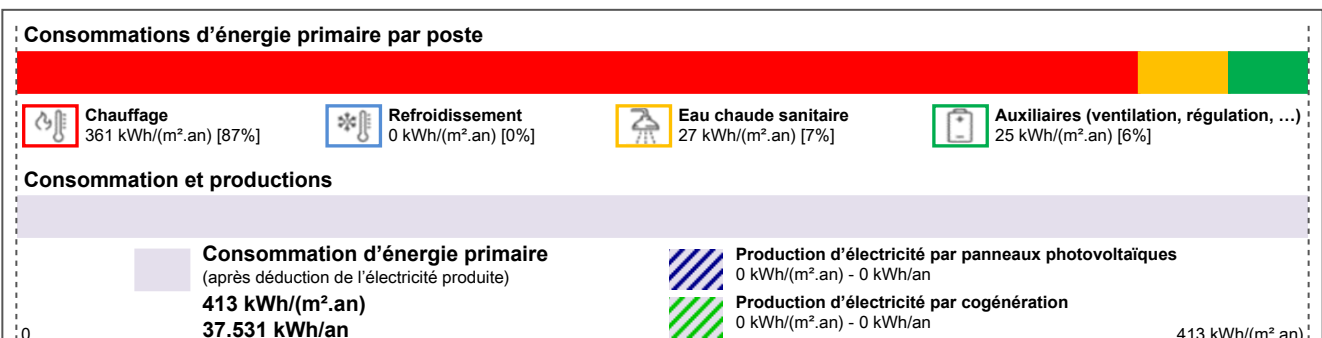 Consommations d'énergie primaire par poste
Chauffage
361 kWh/(m².an) [87%]
Refroidissement
0 kWh/(m².an) [0%]
Eau chaude sanitaire
27 kWh/(m².an) [7%]
Auxiliaires (ventilation, régulation, …)
25 kWh/(m².an) [6%]
Consommation et productions
Consommation d'énergie primaire
(après déduction de l'électricité produite)
413 kWh/(m².an)
37.531 kWh/an
Production d'électricité par panneaux photovoltaïques
0 kWh/(m².an) - 0 kWh/an
Production d'électricité par cogénération
0 kWh/(m².an) - 0 kWh/an
0
413 kWh/(m².an)